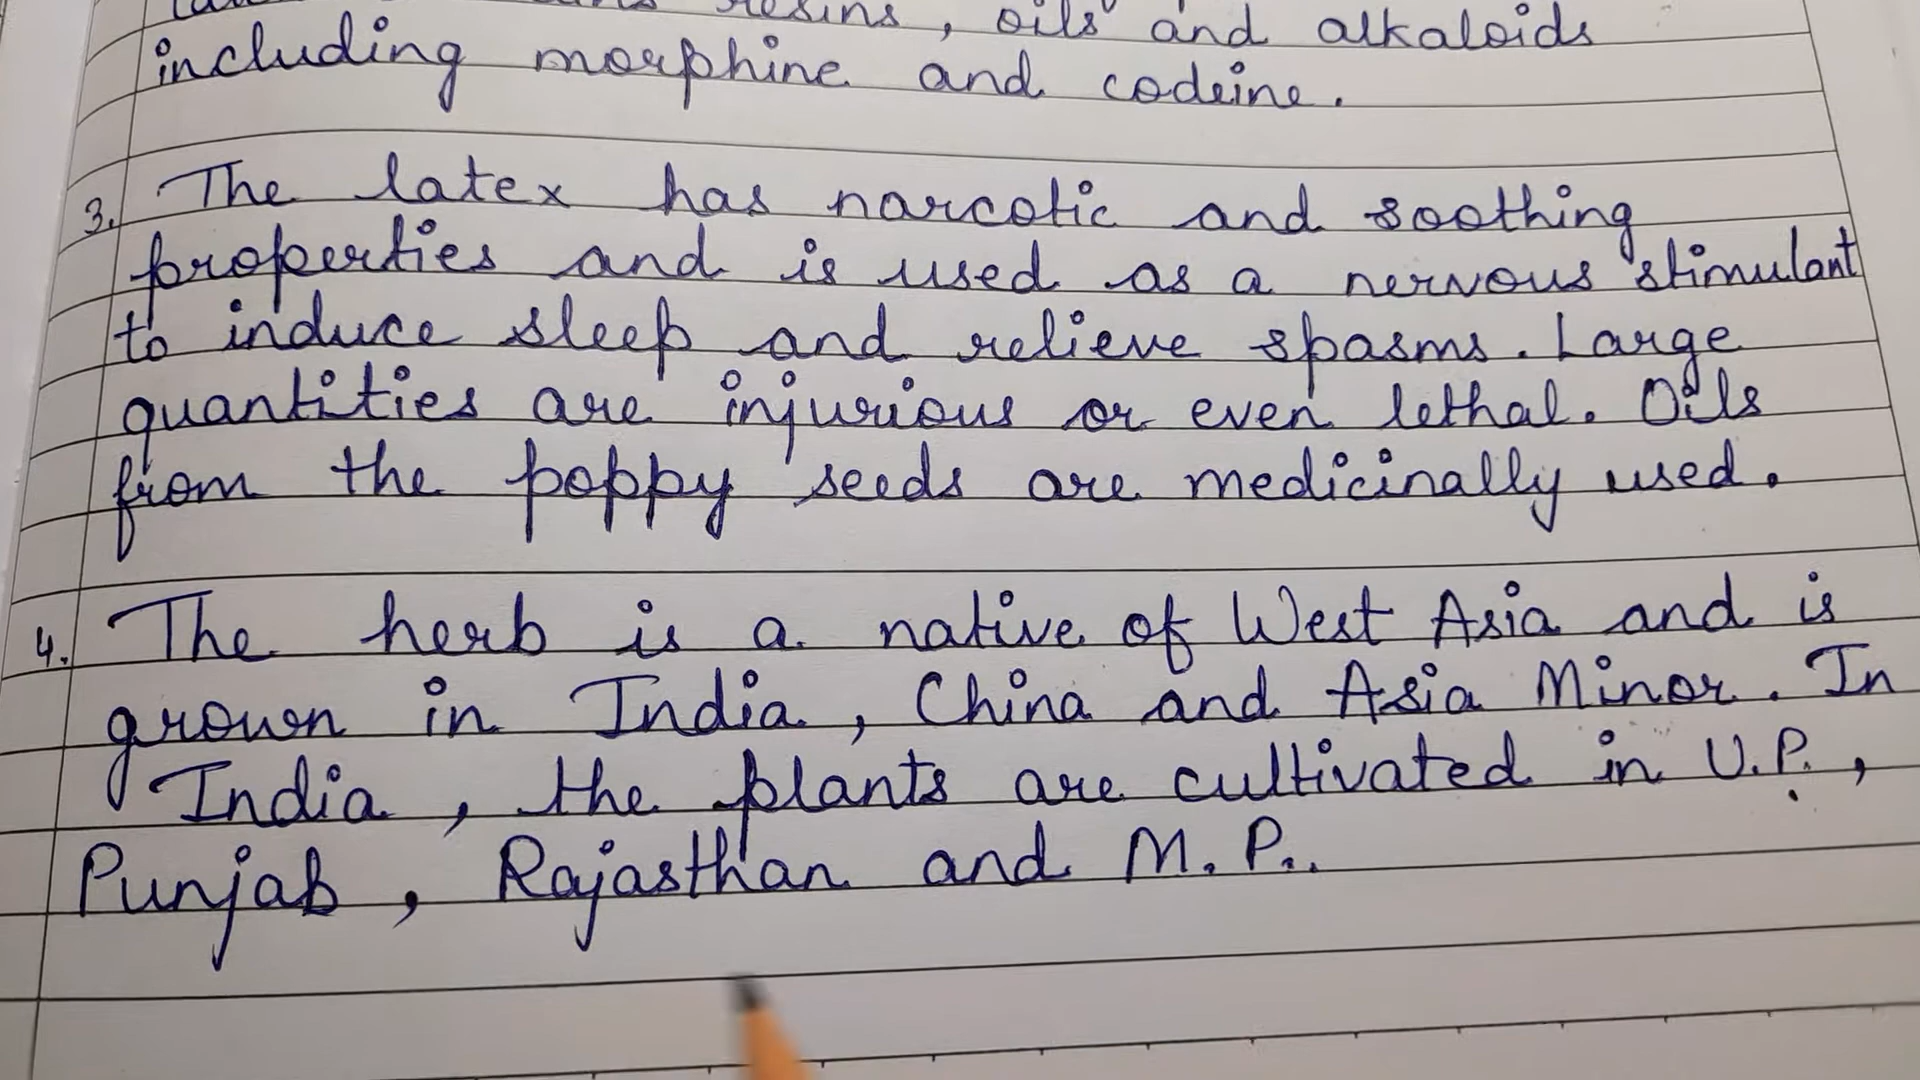 resins, oils and alkaloids
including morphine and codeine.
3. The latex has narcotic and soothing
properties and is used as a nervous stimulant
to induce sleep and relieve spasms. Large
quantities are injurious or even lethal. Oils
from the poppy seeds are medicinally used.
4. The herb is a native of West Asia and is
grown in India, China and Asia Minor. In
India, the plants are cultivated in U.P.,
Punjab, Rajasthan and M.P..